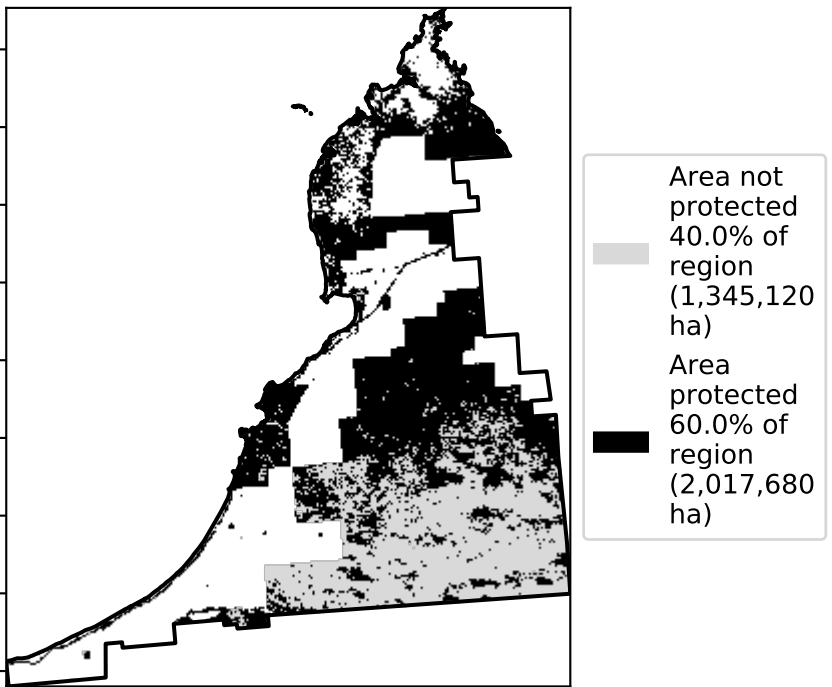 Area not
protected
40.0% of
region
(1,345,120
ha)
Area
protected
60.0% of
region
(2,017,680
ha)